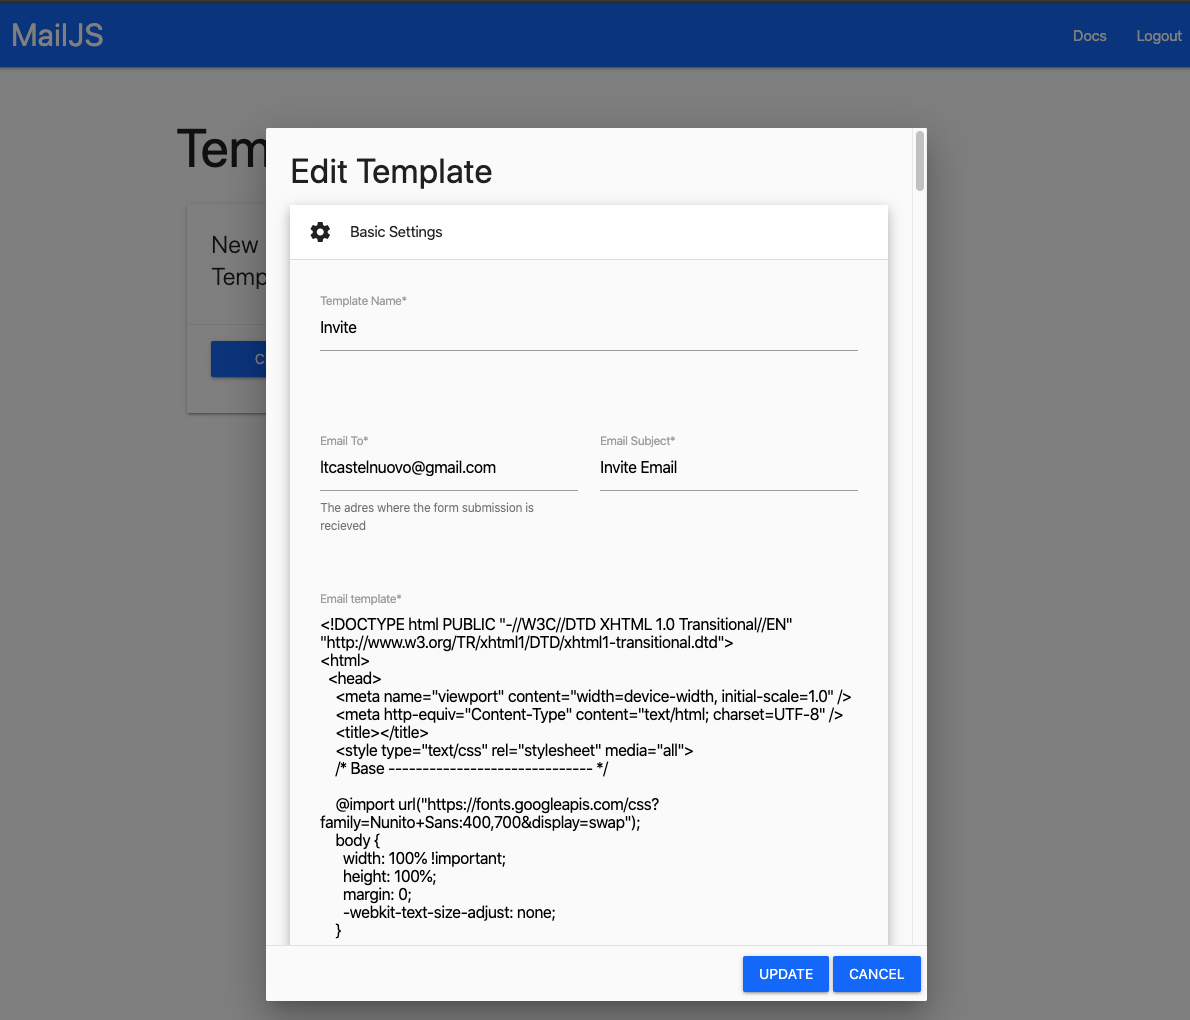 MailJS
Docs
Logout
Tem
New
Temp
C
Edit Template
Basic Settings
Template Name*
Invite
Email To*
Email Subject*
ltcastelnuovo@gmail.com
Invite Email
The adres where the form submission is
recieved
Email template*
<!DOCTYPE html PUBLIC "-//W3C//DTD XHTML 1.0 Transitional//EN"
"http://www.w3.org/TR/xhtml1/DTD/xhtml1-transitional.dtd">
<html>
<head>
<meta name="viewport" content="width=device-width, initial-scale=1.0" />
<meta http-equiv="Content-Type" content="text/html; charset=UTF-8" />
<title></title>
<style type="text/css" rel="stylesheet" media="all">
/* Base ------------------------------ */
@import url("https://fonts.googleapis.com/css?
family=Nunito+Sans:400,700&display=swap");
body {
width: 100% !important;
height: 100%;
margin: 0;
-webkit-text-size-adjust: none;
}
UPDATE
CANCEL